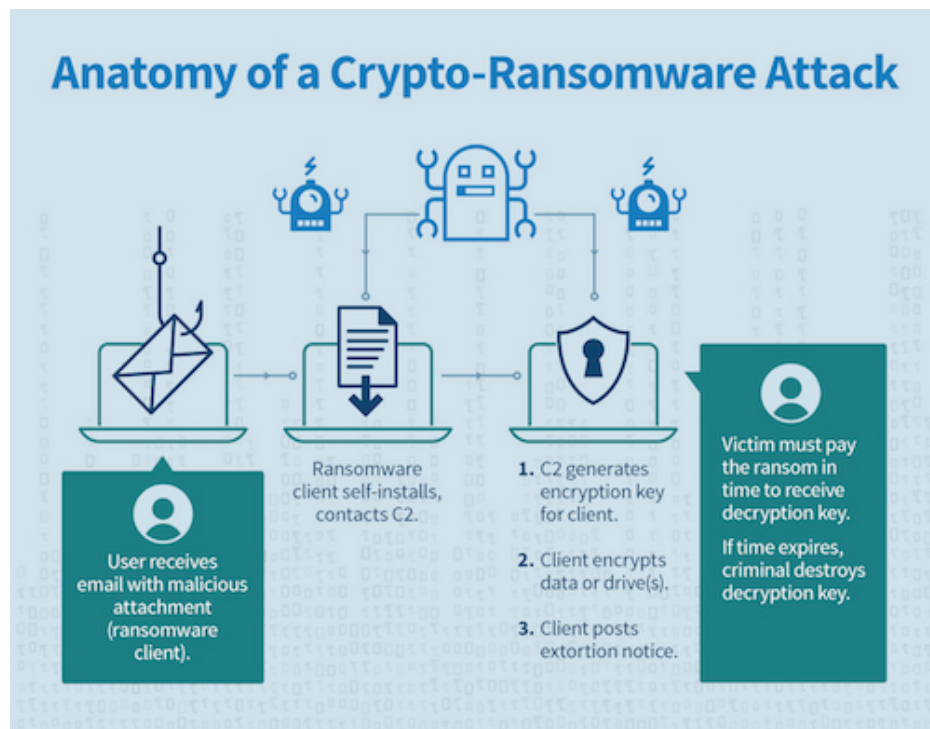 Anatomy of a Crypto-Ransomware Attack
User receives
email with malicious
attachment
(ransomware
client).
Ransomware
client self-installs,
contacts C2.
1. C2 generates
encryption key
for client.
2. Client encrypts
data or drive(s).
3. Client posts
extortion notice.
Victim must pay
the ransom in
time to receive
decryption key.
If time expires,
criminal destroys
decryption key.